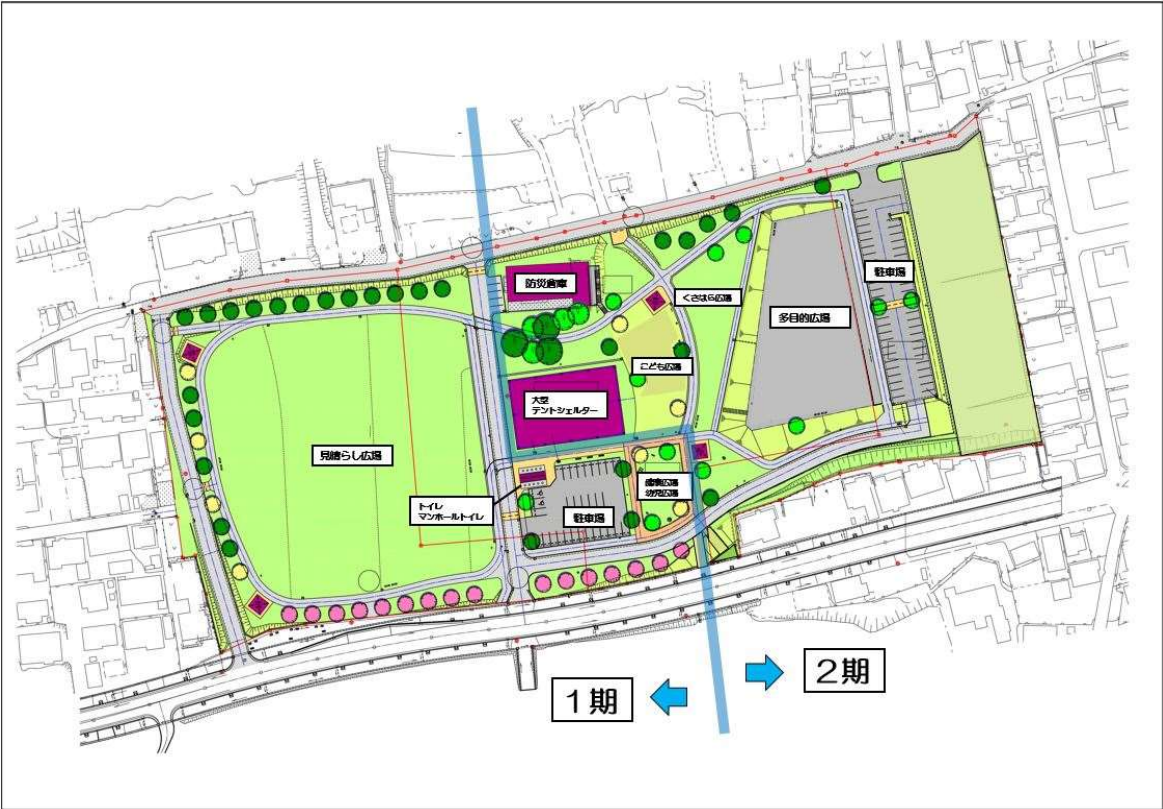 防災倉庫
駐車場
くさはら広場
多目的広場
こども広場
大型
テントシェルター
見晴らし広場
健康広場
幼児広場
トイレ
マンホールトイレ
駐車場
1期
2期